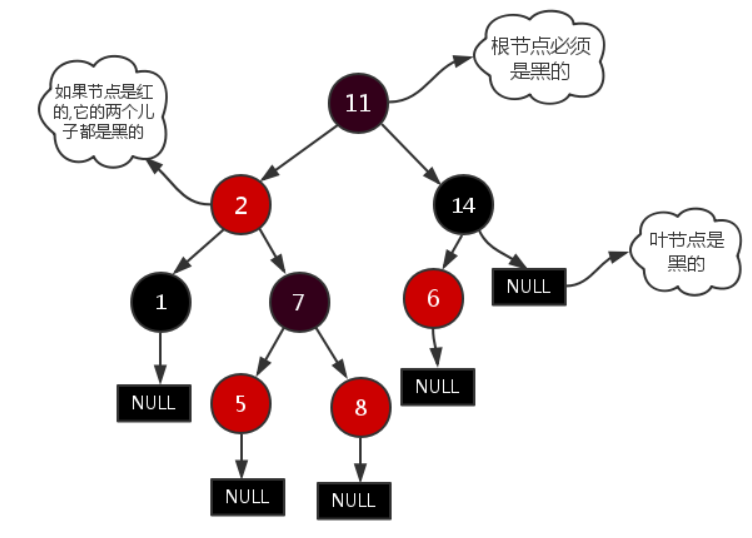 根节点必须
是黑的
如果节点是红
的,它的两个儿
子都是黑的
11
2
14
叶节点是
黑的
1
7
6
NULL
NULL
NULL
5
8
NULL
NULL